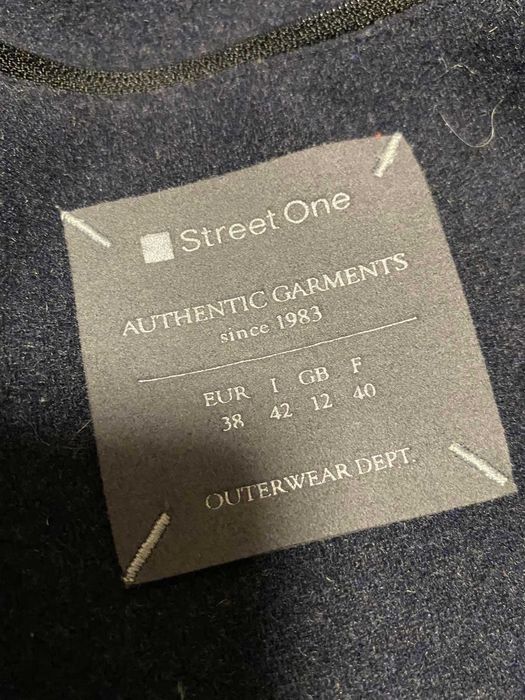 Street One
AUTHENTIC GARMENTS
since 1983
EUR I GB F
38 42 12 40
OUTERWEAR DEPT.